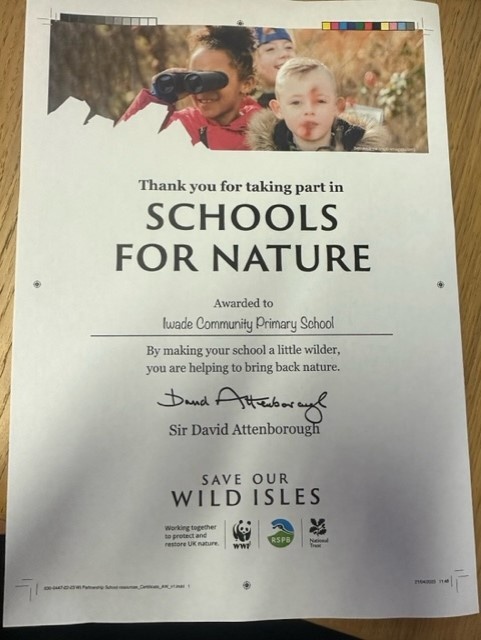 Thank you for taking part in
SCHOOLS
FOR NATURE
Awarded to
Iwade Community Primary School
By making your school a little wilder,
you are helping to bring back nature.
David Attenborough
Sir David Attenborough
SAVE OUR
WILD ISLES
Working together
to protect and
restore UK nature.
WWF
RSPB
National
Trust